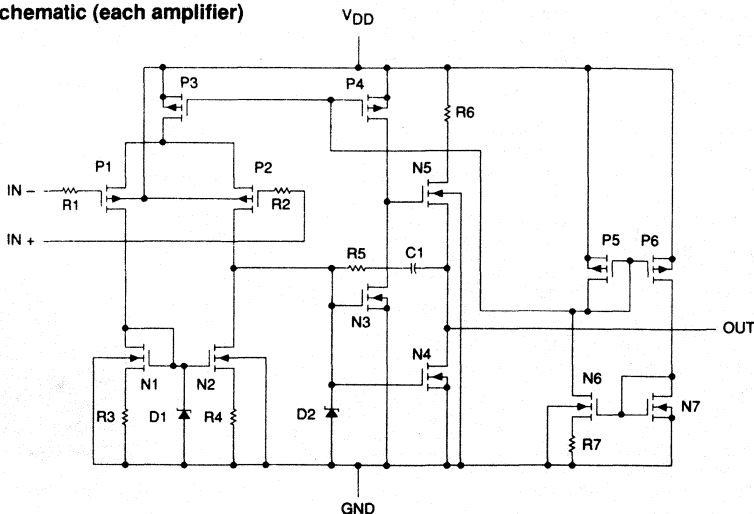 chematic (each amplifier)
VDD
P3
P4
R6
P1
P2
N5
IN −
R1
R2
IN +
P5
P6
R5
C1
N3
OUT
N1
N2
N4
N6
N7
R3
D1
R4
D2
R7
GND